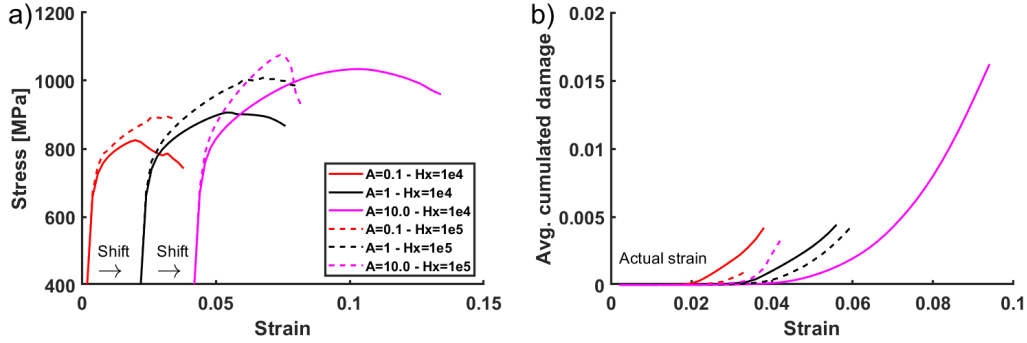 a)
Stress [MPa]
1200
1000
800
600
400
0
0.05
0.1
0.15
Strain
Shift
→
Shift
→
A=0.1 - Hx=1e4
A=1 - Hx=1e4
A=10.0 - Hx=1e4
A=0.1 - Hx=1e5
A=1 - Hx=1e5
A=10.0 - Hx=1e5
b)
Avg. cumulated damage
0.02
0.015
0.01
0.005
0
0
0.02
0.04
0.06
0.08
0.1
Strain
Actual strain